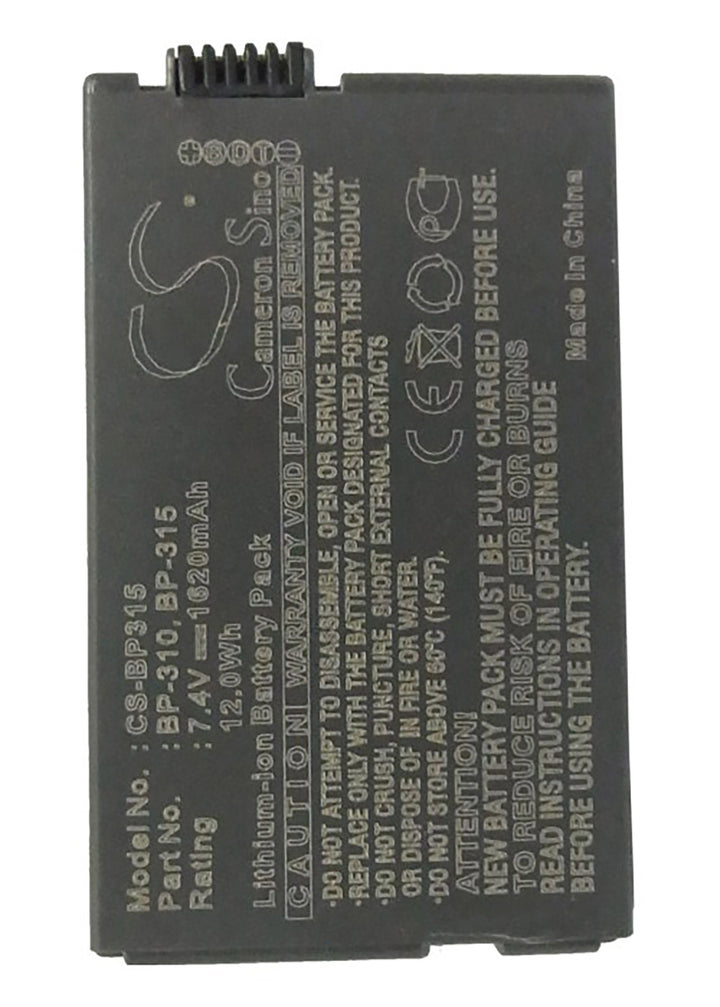 CS
Cameron Sino
Model No. : CS-BP315
Part No. : BP-310, BP-315
Rating : 7.4V⎓1620mAh
12.0Wh
Lithium-ion Battery Pack
CAUTION! WARRANTY VOID IF LABEL IS REMOVED
•DO NOT ATTEMPT TO DISASSEMBLE, OPEN OR SERVICE THE BATTERY PACK.
•REPLACE ONLY WITH THE BATTERY PACK DESIGNATED FOR THIS PRODUCT.
•DO NOT CRUSH, PUNCTURE, SHORT EXTERNAL CONTACTS
OR DISPOSE OF IN FIRE OR WATER.
•DO NOT STORE ABOVE 60°C (140°F).
ATTENTION!
NEW BATTERY PACK MUST BE FULLY CHARGED BEFORE USE.
TO REDUCE RISK OF FIRE OR BURNS
READ INSTRUCTIONS IN OPERATING GUIDE
BEFORE USING THE BATTERY.
Made in China
+ B D T −
CE
PCT